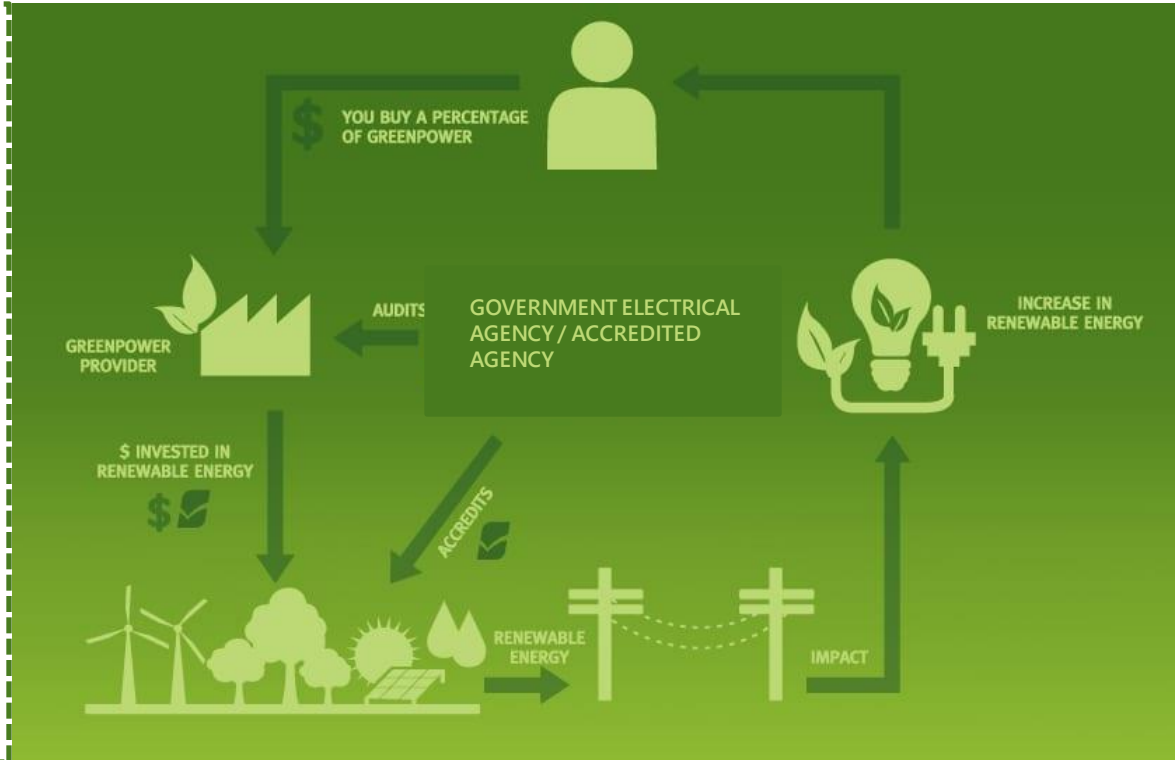 $ YOU BUY A PERCENTAGE
OF GREENPOWER
GREENPOWER
PROVIDER
AUDITS
GOVERNMENT ELECTRICAL
AGENCY / ACCREDITED
AGENCY
INCREASE IN
RENEWABLE ENERGY
$ INVESTED IN
RENEWABLE ENERGY
$
ACCREDITS
RENEWABLE
ENERGY
IMPACT